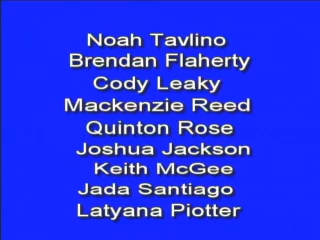 Noah Tavlino
Brendan Flaherty
Cody Leaky
Mackenzie Reed
Quinton Rose
Joshua Jackson
Keith McGee
Jada Santiago
Latyana Piotter